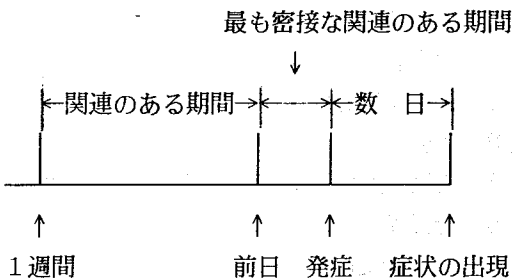 最も密接な関連のある期間
関連のある期間
数 日
1週間
前日
発症
症状の出現